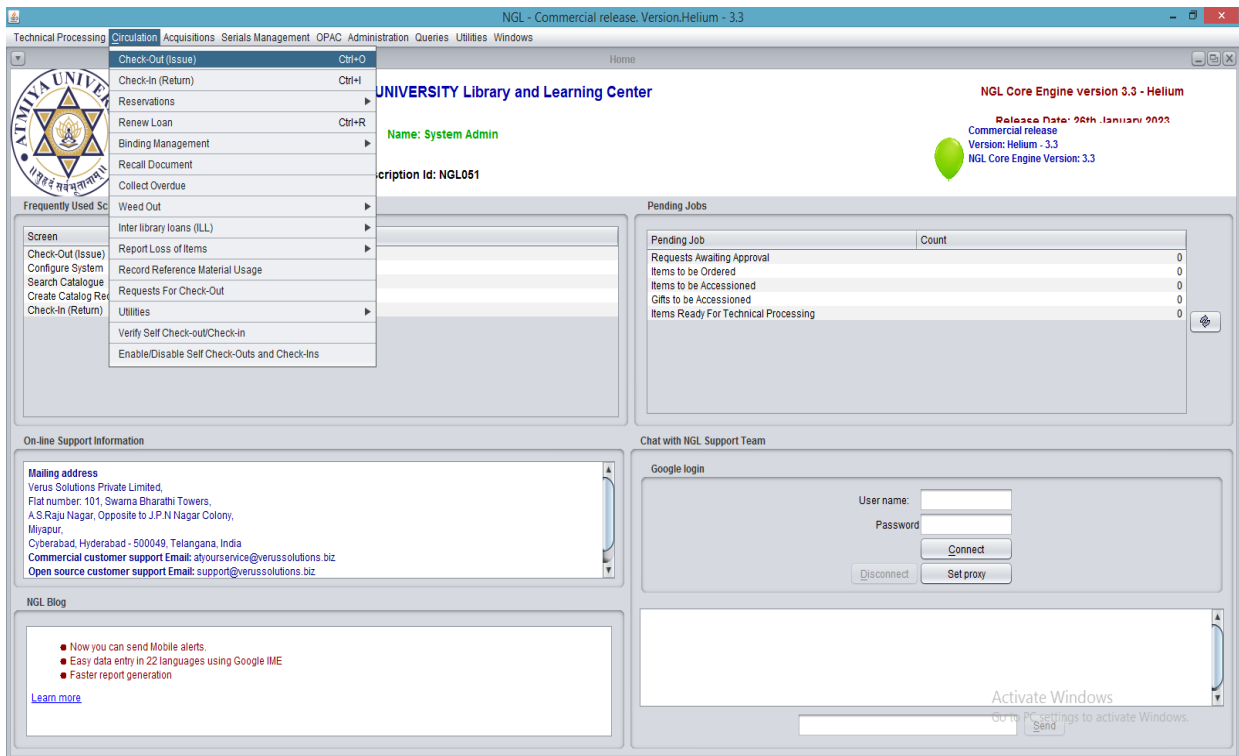 NGL - Commercial release. Version.Helium - 3.3
Technical Processing Circulation Acquisitions Serials Management OPAC Administration Queries Utilities Windows
Home
Check-Out (Issue) Ctrl+O
Check-In (Return) Ctrl+I
Reservations
Renew Loan Ctrl+R
Binding Management
Recall Document
Collect Overdue
Weed Out
Inter library loans (ILL)
Report Loss of Items
Record Reference Material Usage
Requests For Check-Out
Utilities
Verify Self Check-out/Check-in
Enable/Disable Self Check-Outs and Check-Ins
ATMIYA UNIVER
॥सुहृदं सर्वभूतानाम्॥
UNIVERSITY Library and Learning Center
Name: System Admin
cription Id: NGL051
NGL Core Engine version 3.3 - Helium
Release Date: 26th January 2023
Commercial release
Version: Helium - 3.3
NGL Core Engine Version: 3.3
Frequently Used Sc
Screen
Check-Out (Issue)
Configure System
Search Catalogue
Create Catalog Rec
Check-In (Return)
Pending Jobs
Pending Job Count
Requests Awaiting Approval 0
Items to be Ordered 0
Items to be Accessioned 0
Gifts to be Accessioned 0
Items Ready For Technical Processing 0
On-line Support Information
Mailing address
Verus Solutions Private Limited,
Flat number: 101, Swarna Bharathi Towers,
A.S.Raju Nagar, Opposite to J.P.N Nagar Colony,
Miyapur,
Cyberabad, Hyderabad - 500049, Telangana, India
Commercial customer support Email: atyourservice@verussolutions.biz
Open source customer support Email: support@verussolutions.biz
Chat with NGL Support Team
Google login
User name:
Password
Connect
Disconnect Set proxy
NGL Blog
Now you can send Mobile alerts.
Easy data entry in 22 languages using Google IME
Faster report generation
Learn more
Activate Windows
Go to PC settings to activate Windows.
Send